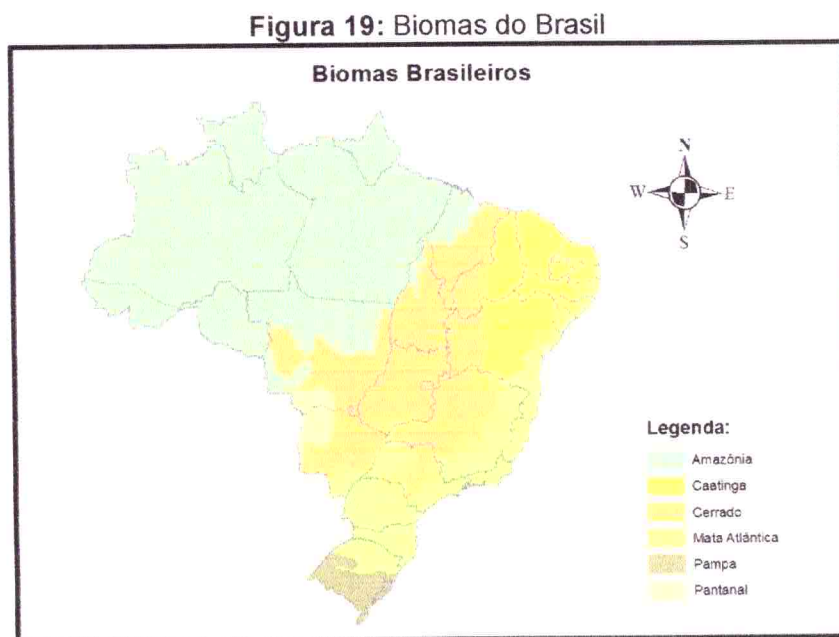 Figura 19: Biomas do Brasil
Biomas Brasileiros
N
W
E
S
Legenda:
Amazônia
Caatinga
Cerrado
Mata Atlântica
Pampa
Pantanal